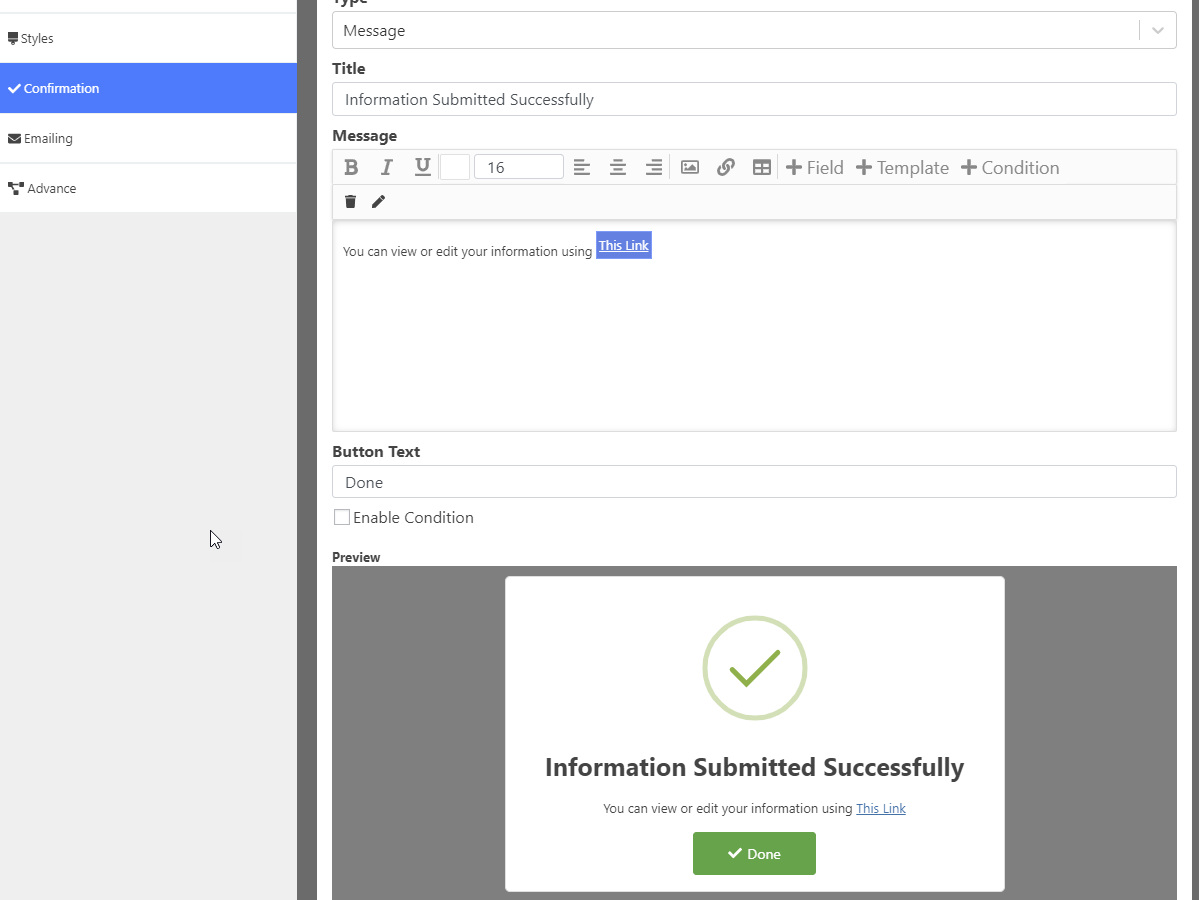 Styles
Confirmation
Emailing
Advance
Type
Message
Title
Information Submitted Successfully
Message
B I U 16 Field Template Condition
You can view or edit your information using This Link
Button Text
Done
Enable Condition
Preview
Information Submitted Successfully
You can view or edit your information using This Link
Done